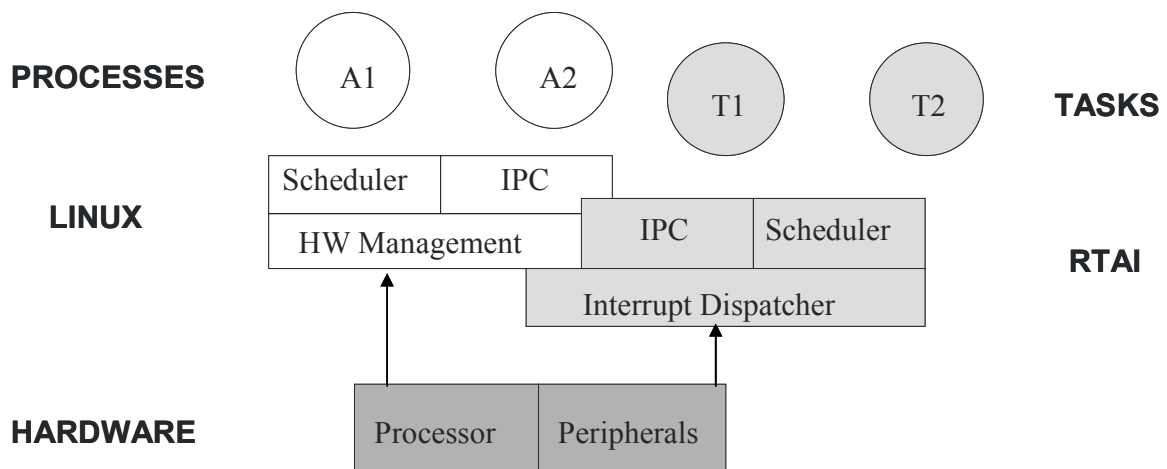 PROCESSES
A1
A2
T1
T2
TASKS
Scheduler
IPC
LINUX
HW Management
IPC
Scheduler
RTAI
Interrupt Dispatcher
HARDWARE
Processor
Peripherals